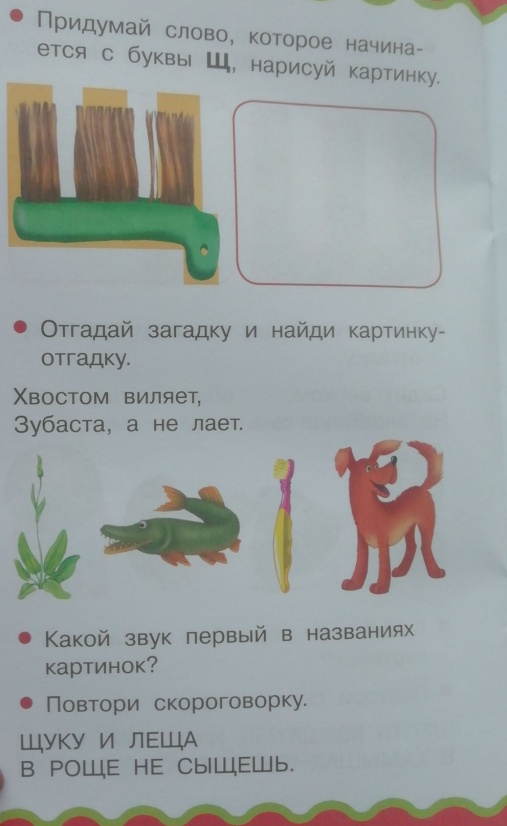 • Придумай слово, которое начина-
ется с буквы Щ, нарисуй картинку.
• Отгадай загадку и найди картинку-
отгадку.
Хвостом виляет,
Зубаста, а не лает.
• Какой звук первый в названиях
картинок?
• Повтори скороговорку.
ЩУКУ И ЛЕЩА
В РОЩЕ НЕ СЫЩЕШЬ.